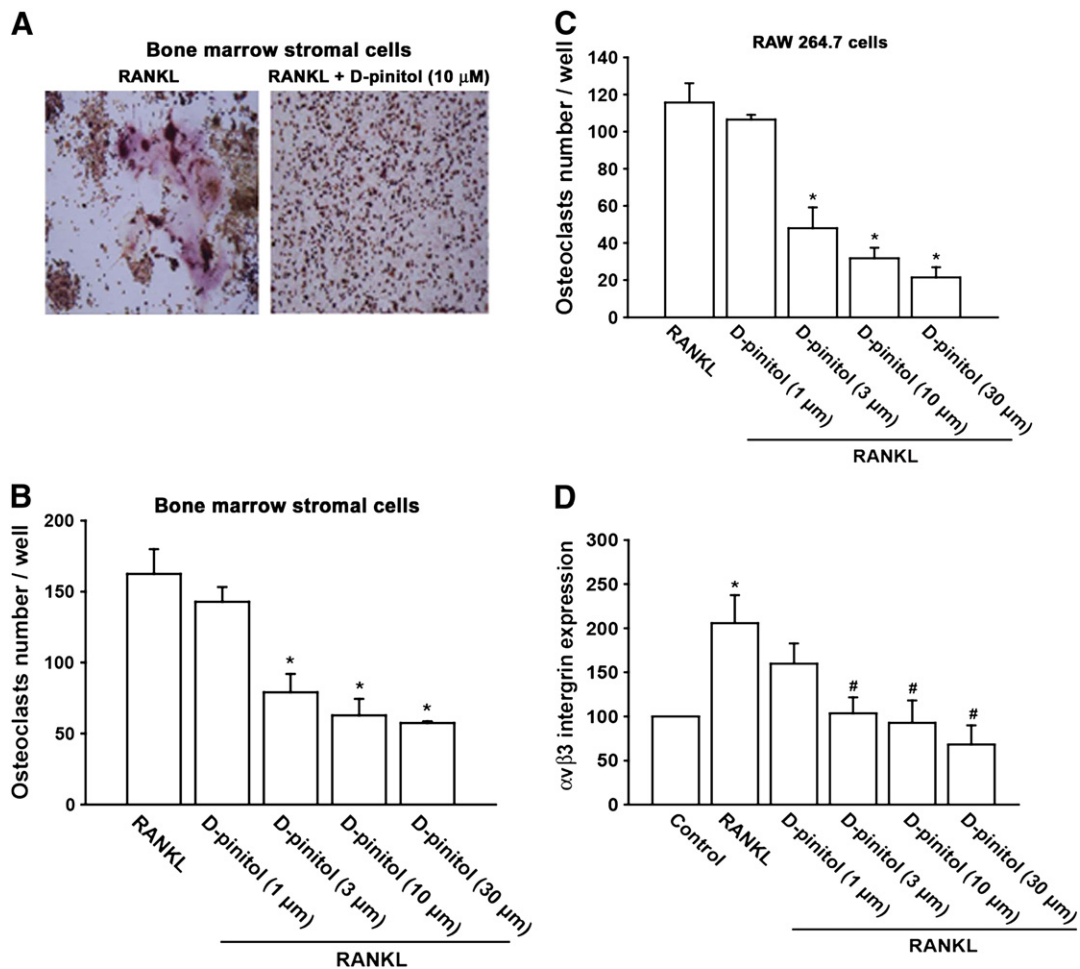 A
Bone marrow stromal cells
RANKL
RANKL + D-pinitol (10 μM)
B
Bone marrow stromal cells
Osteoclasts number / well
200
150
100
50
0
RANKL
D-pinitol (1 μm)
D-pinitol (3 μm)
D-pinitol (10 μm)
D-pinitol (30 μm)
* * *
RANKL
C
RAW 264.7 cells
Osteoclasts number / well
140
120
100
80
60
40
20
0
* * *
RANKL
D-pinitol (1 μm)
D-pinitol (3 μm)
D-pinitol (10 μm)
D-pinitol (30 μm)
RANKL
D
αvβ3 intergrin expression
300
250
200
150
100
50
0
* # # #
Control
RANKL
D-pinitol (1 μm)
D-pinitol (3 μm)
D-pinitol (10 μm)
D-pinitol (30 μm)
RANKL